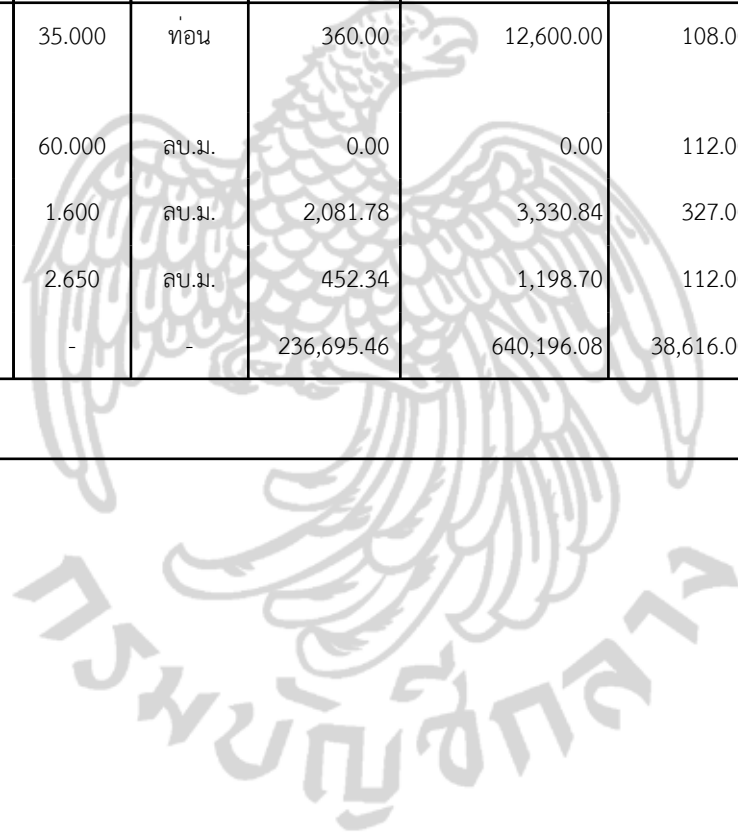 35.000 ท่อน 360.00 12,600.00 108.0
60.000 ลบ.ม. 0.00 0.00 112.0
1.600 ลบ.ม. 2,081.78 3,330.84 327.0
2.650 ลบ.ม. 452.34 1,198.70 112.0
- - 236,695.46 640,196.08 38,616.0
กรมบัญชีกลาง